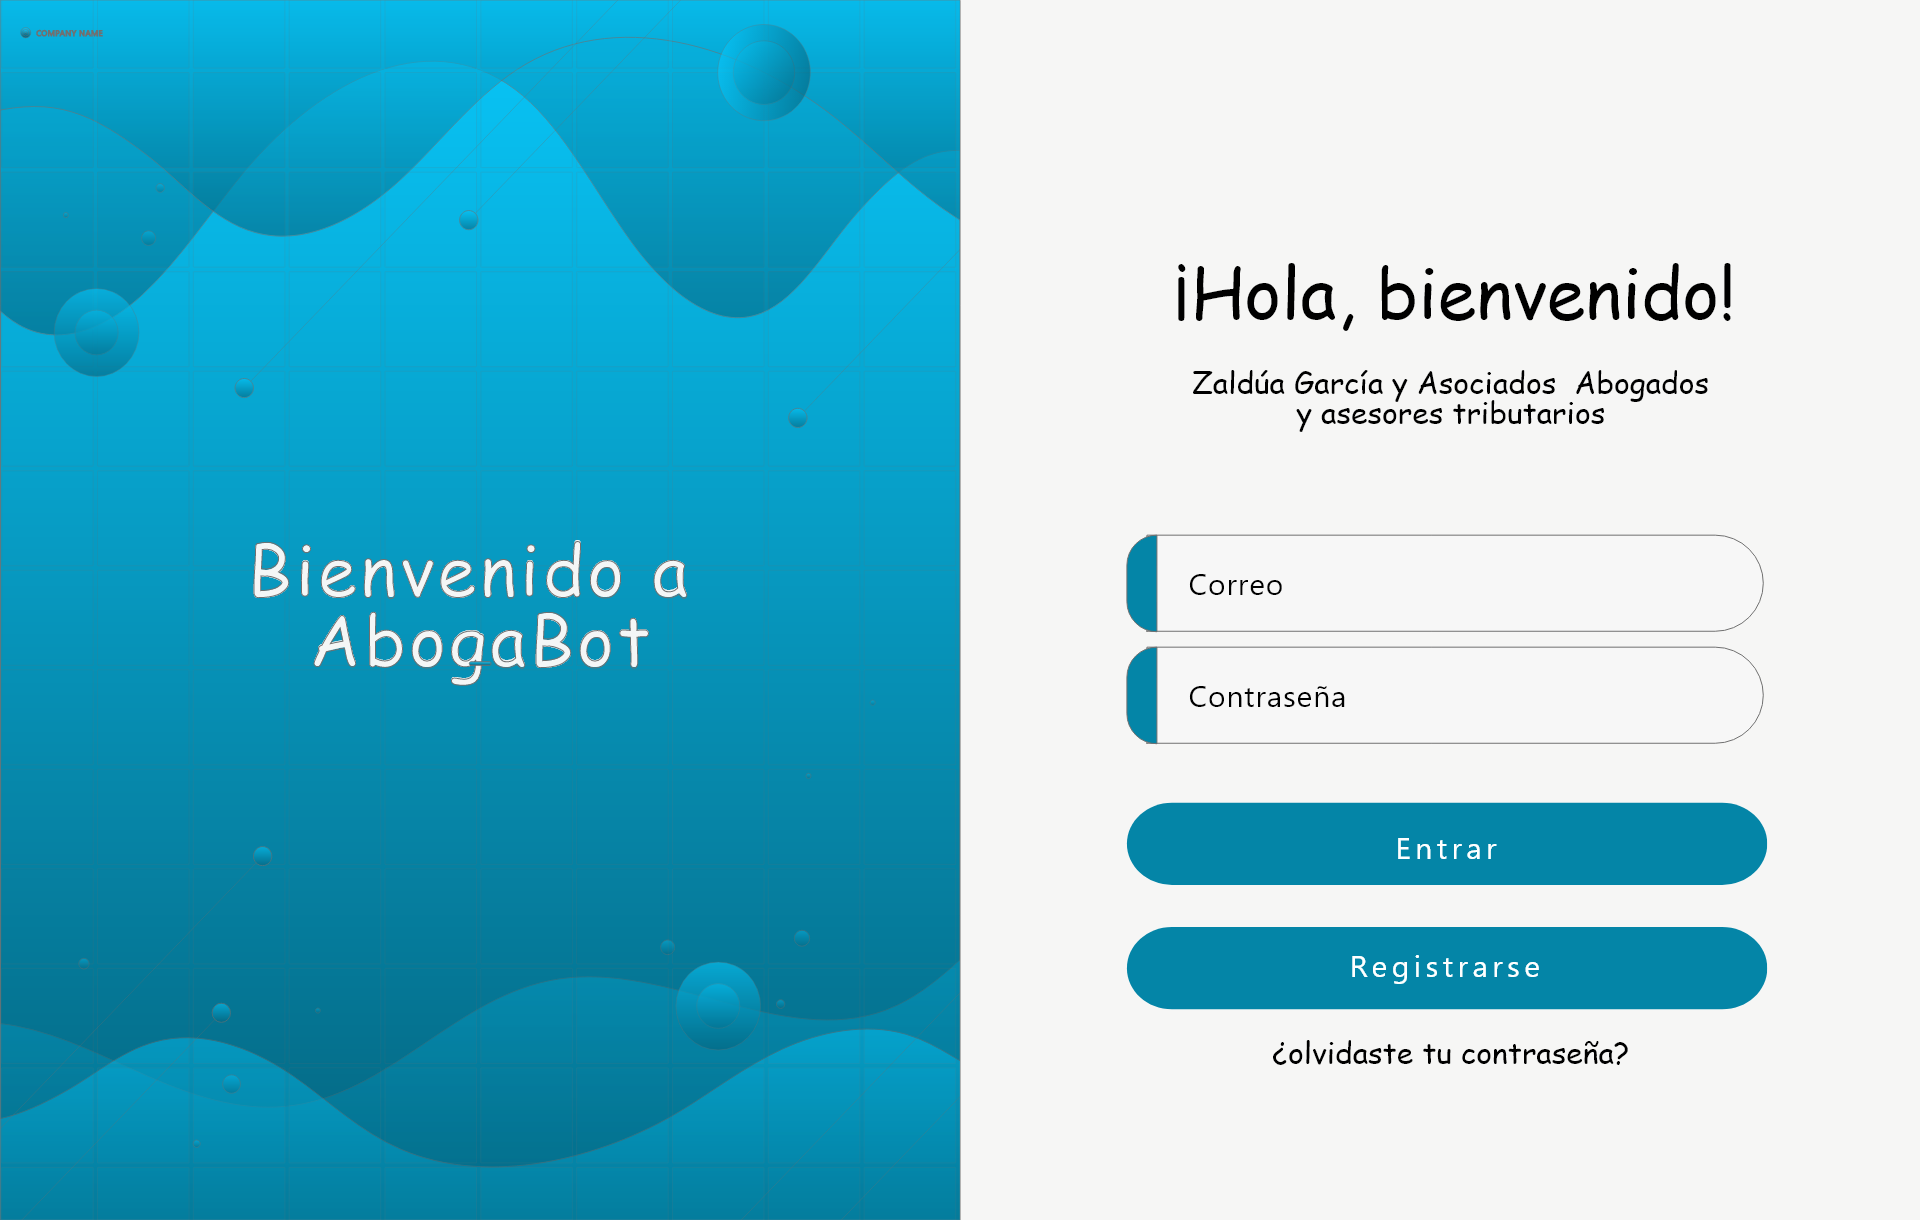 COMPANY NAME
Bienvenido a
AbogaBot
¡Hola, bienvenido!
Zaldúa García y Asociados  Abogados
y asesores tributarios
Correo
Contraseña
Entrar
Registrarse
¿olvidaste tu contraseña?